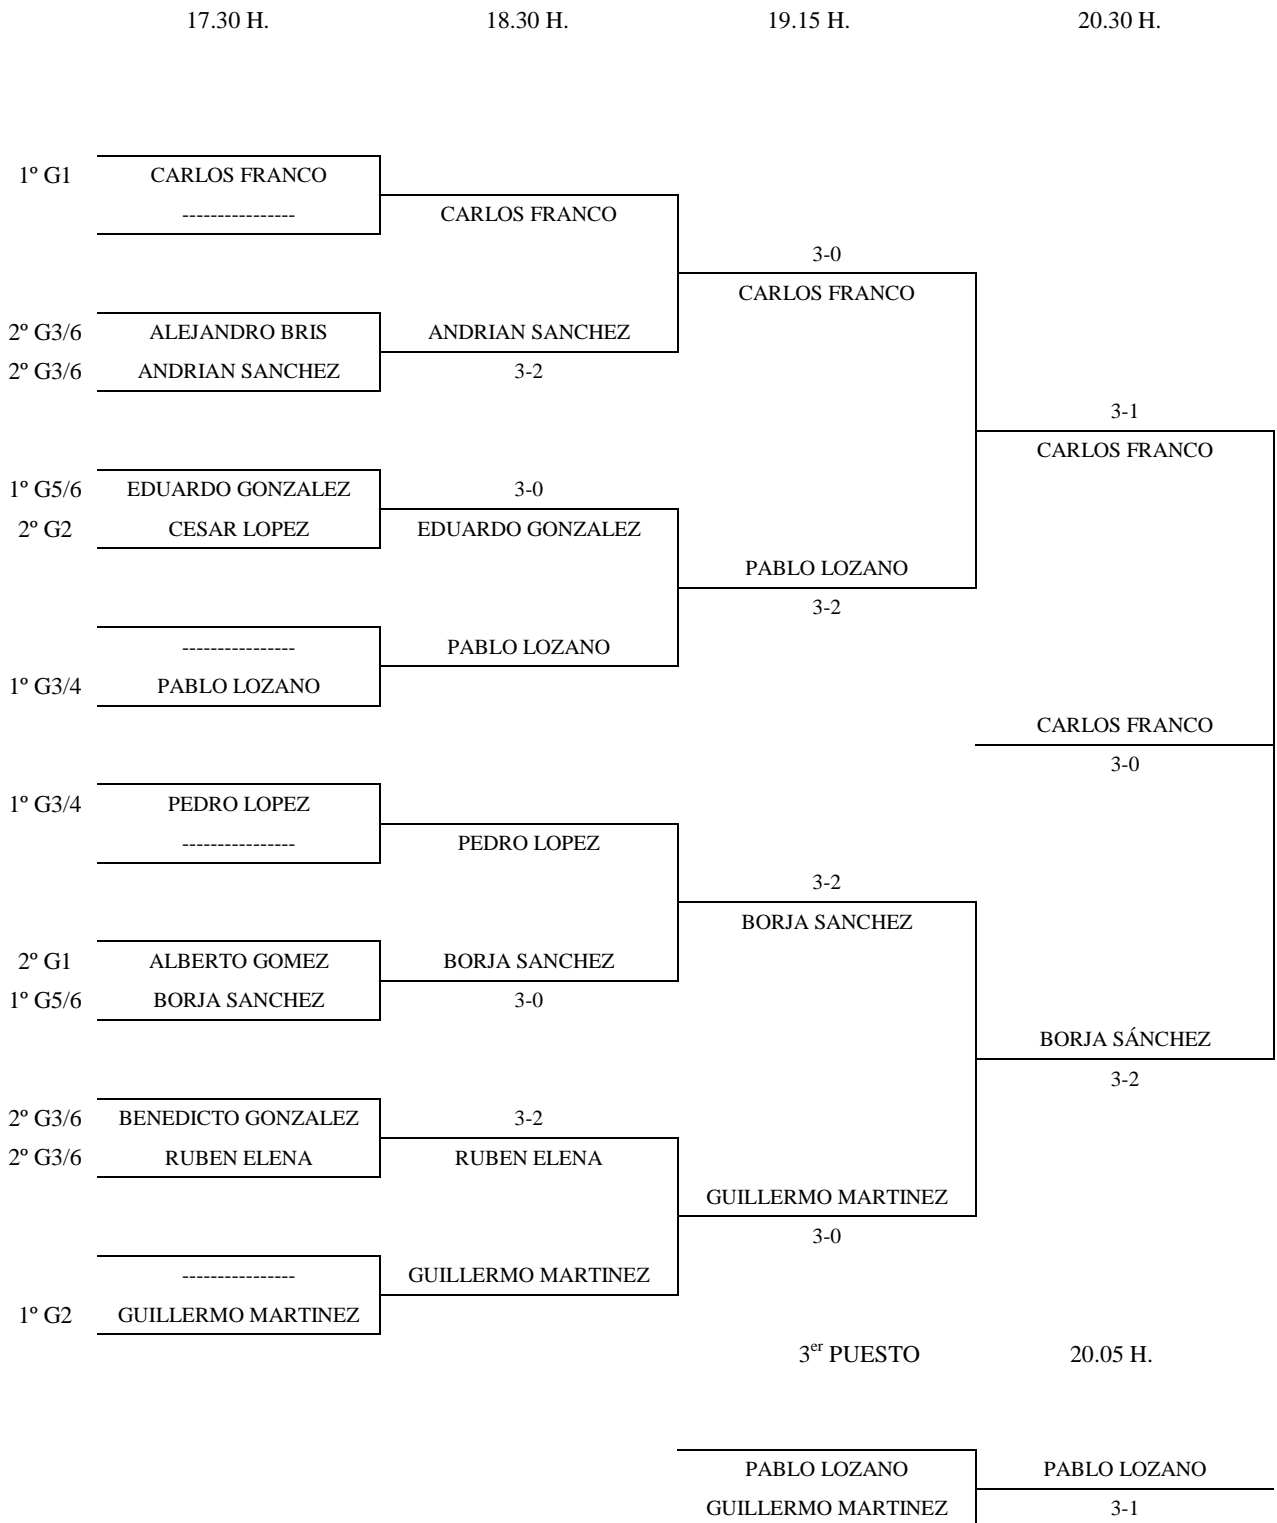 17.30 H. 18.30 H. 19.15 H. 20.30 H.
1º G1 CARLOS FRANCO
---------------- CARLOS FRANCO
3-0
CARLOS FRANCO
2º G3/6 ALEJANDRO BRIS ANDRIAN SANCHEZ
2º G3/6 ANDRIAN SANCHEZ 3-2
3-1
CARLOS FRANCO
1º G5/6 EDUARDO GONZALEZ 3-0
2º G2 CESAR LOPEZ EDUARDO GONZALEZ
PABLO LOZANO
3-2
---------------- PABLO LOZANO
1º G3/4 PABLO LOZANO
CARLOS FRANCO
3-0
1º G3/4 PEDRO LOPEZ
---------------- PEDRO LOPEZ
3-2
BORJA SANCHEZ
2º G1 ALBERTO GOMEZ BORJA SANCHEZ
1º G5/6 BORJA SANCHEZ 3-0
BORJA SÁNCHEZ
3-2
2º G3/6 BENEDICTO GONZALEZ 3-2
2º G3/6 RUBEN ELENA RUBEN ELENA
GUILLERMO MARTINEZ
3-0
---------------- GUILLERMO MARTINEZ
1º G2 GUILLERMO MARTINEZ
3er PUESTO 20.05 H.
PABLO LOZANO PABLO LOZANO
GUILLERMO MARTINEZ 3-1